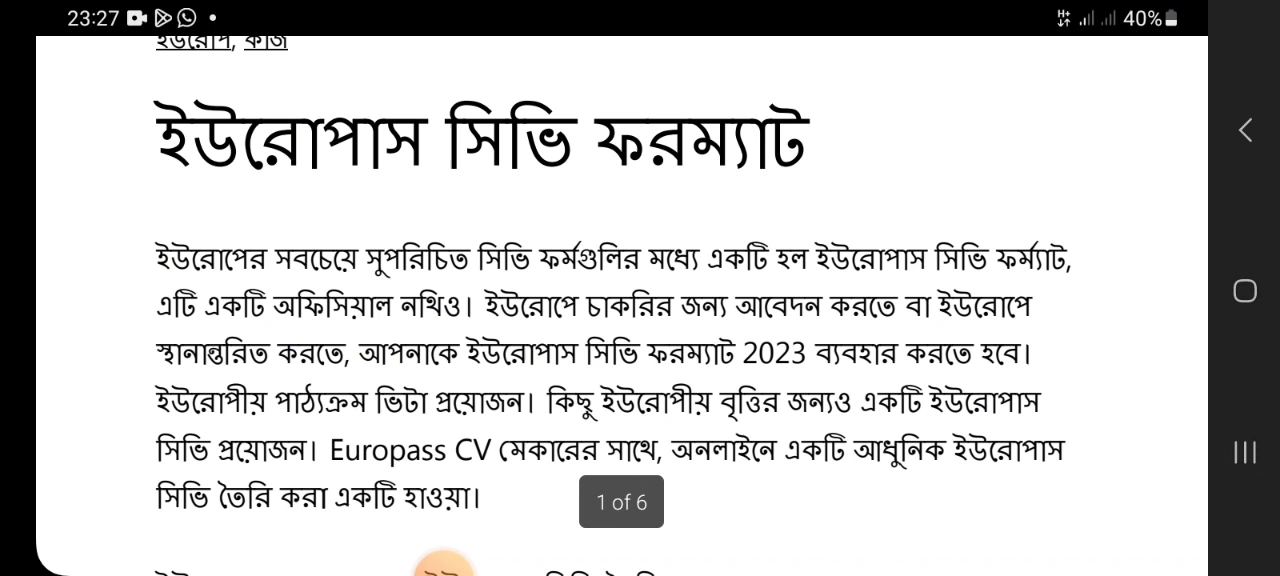 23:27
H+
40%
ইউরোপ, কাজ
ইউরোপাস সিভি ফরম্যাট
ইউরোপের সবচেয়ে সুপরিচিত সিভি ফর্মগুলির মধ্যে একটি হল ইউরোপাস সিভি ফর্ম্যাট,
এটি একটি অফিসিয়াল নথিও। ইউরোপে চাকরির জন্য আবেদন করতে বা ইউরোপে
স্থানান্তরিত করতে, আপনাকে ইউরোপাস সিভি ফরম্যাট 2023 ব্যবহার করতে হবে।
ইউরোপীয় পাঠ্যক্রম ভিটা প্রয়োজন। কিছু ইউরোপীয় বৃত্তির জন্যও একটি ইউরোপাস
সিভি প্রয়োজন। Europass CV মেকারের সাথে, অনলাইনে একটি আধুনিক ইউরোপাস
সিভি তৈরি করা একটি হাওয়া।
1 of 6